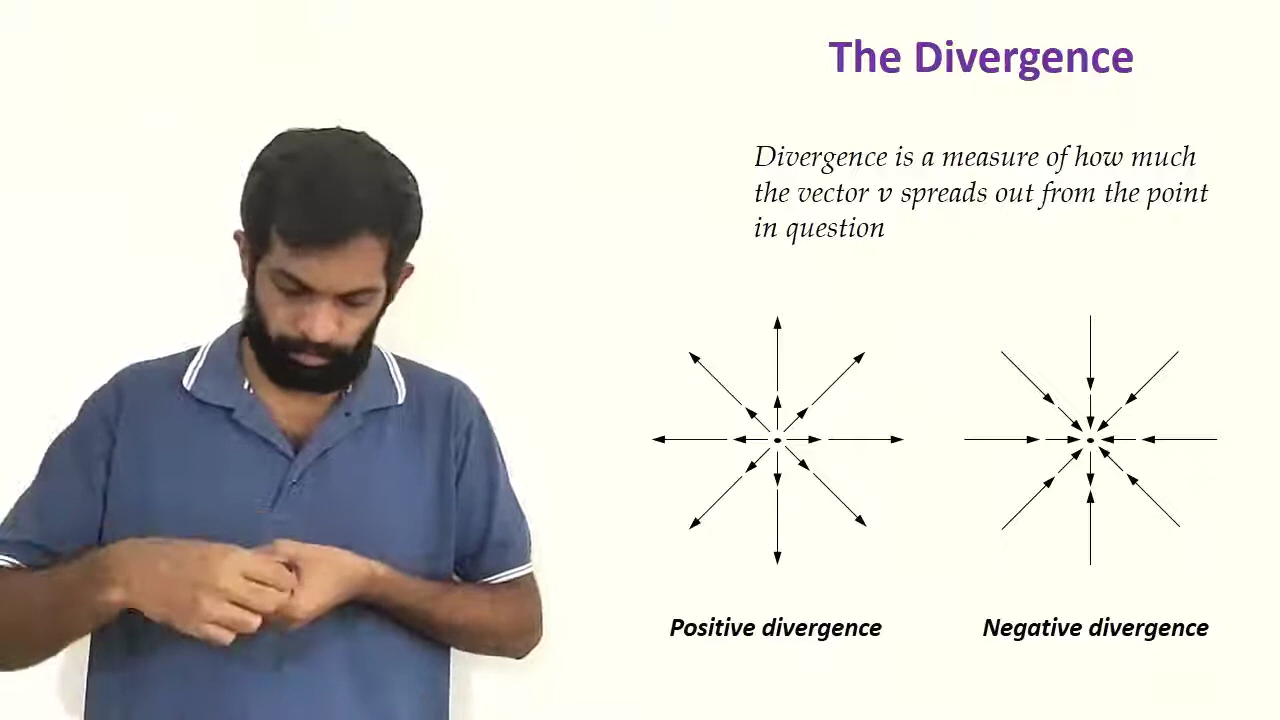 The Divergence
Divergence is a measure of how much
the vector v spreads out from the point
in question
Positive divergence
Negative divergence